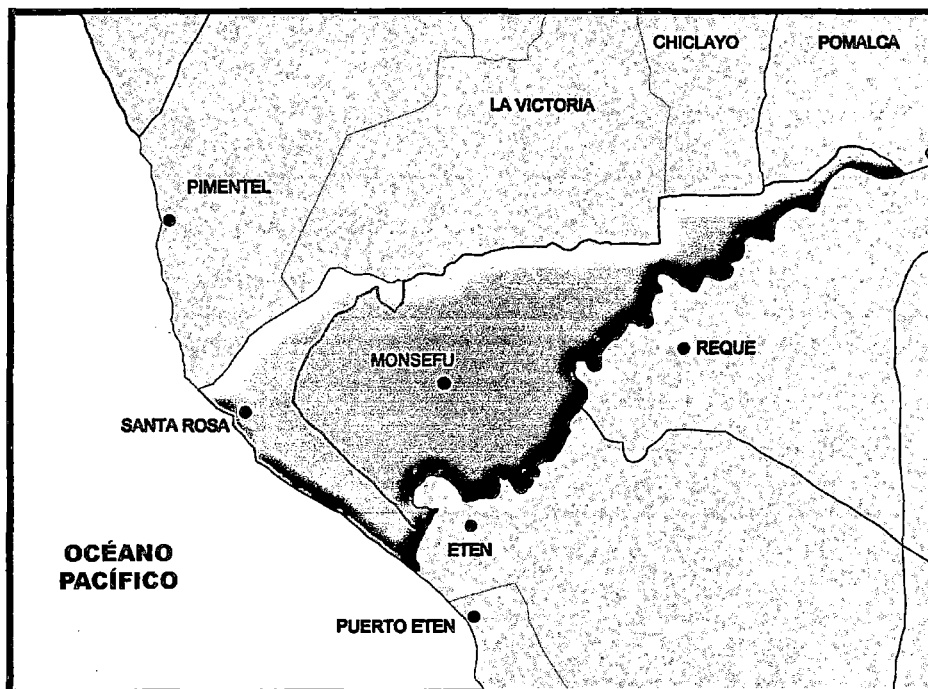 CHICLAYO
POMALCA
LA VICTORIA
PIMENTEL
REQUE
MONSEFU
SANTA ROSA
ETEN
OCÉANO
PACÍFICO
PUERTO ETEN